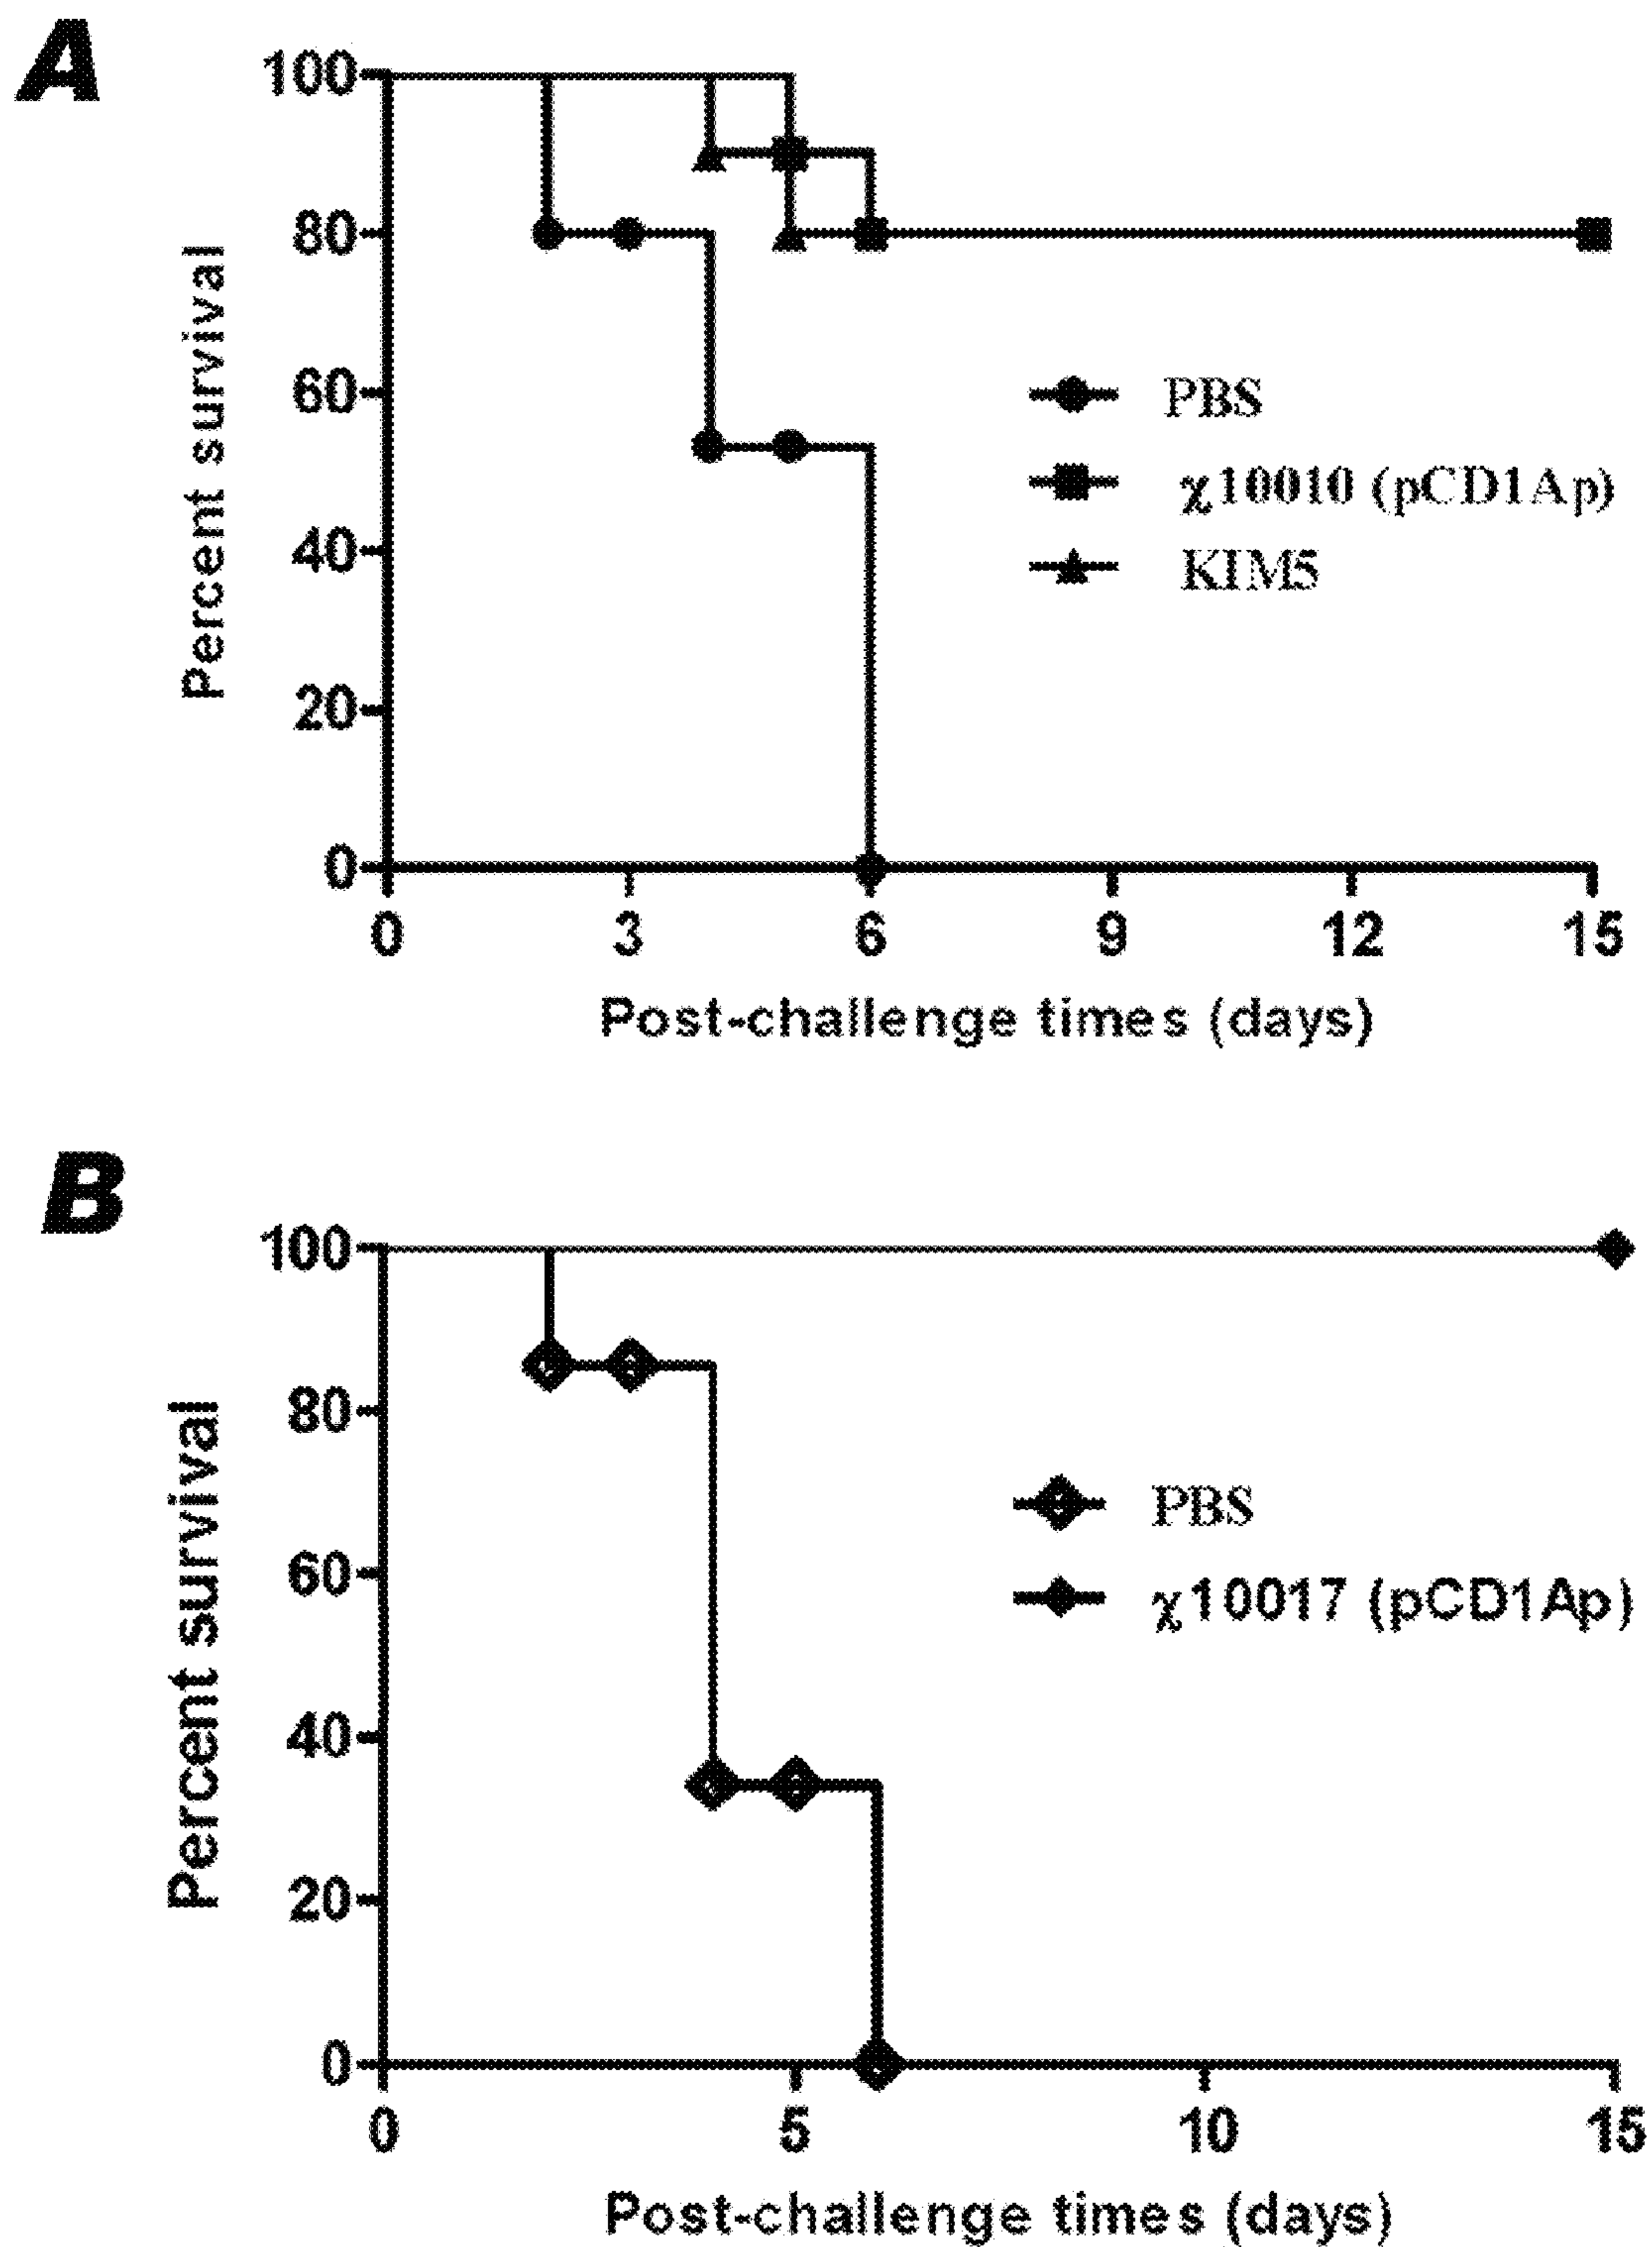 A
100
80
60
40
20
0
Percent survival
PBS
χ10010 (pCD1Ap)
KIM5
0 3 6 9 12 15
Post-challenge times (days)
B
100
80
60
40
20
0
Percent survival
PBS
χ10017 (pCD1Ap)
0 5 10 15
Post-challenge times (days)